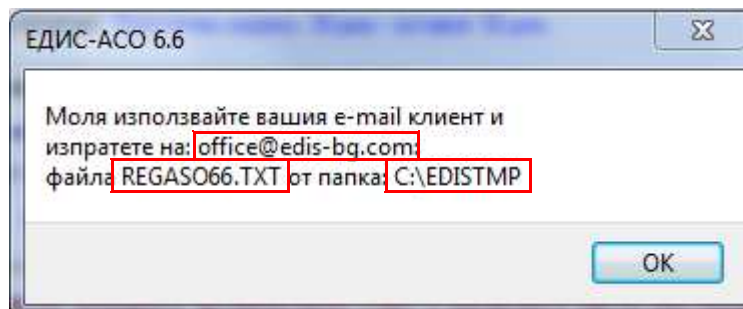 ЕДИС-АСО 6.6
Моля използвайте вашия e-mail клиент и
изпратете на: office@edis-bg.com:
файла REGASO66.TXT от папка: C:\EDISTMP
OK